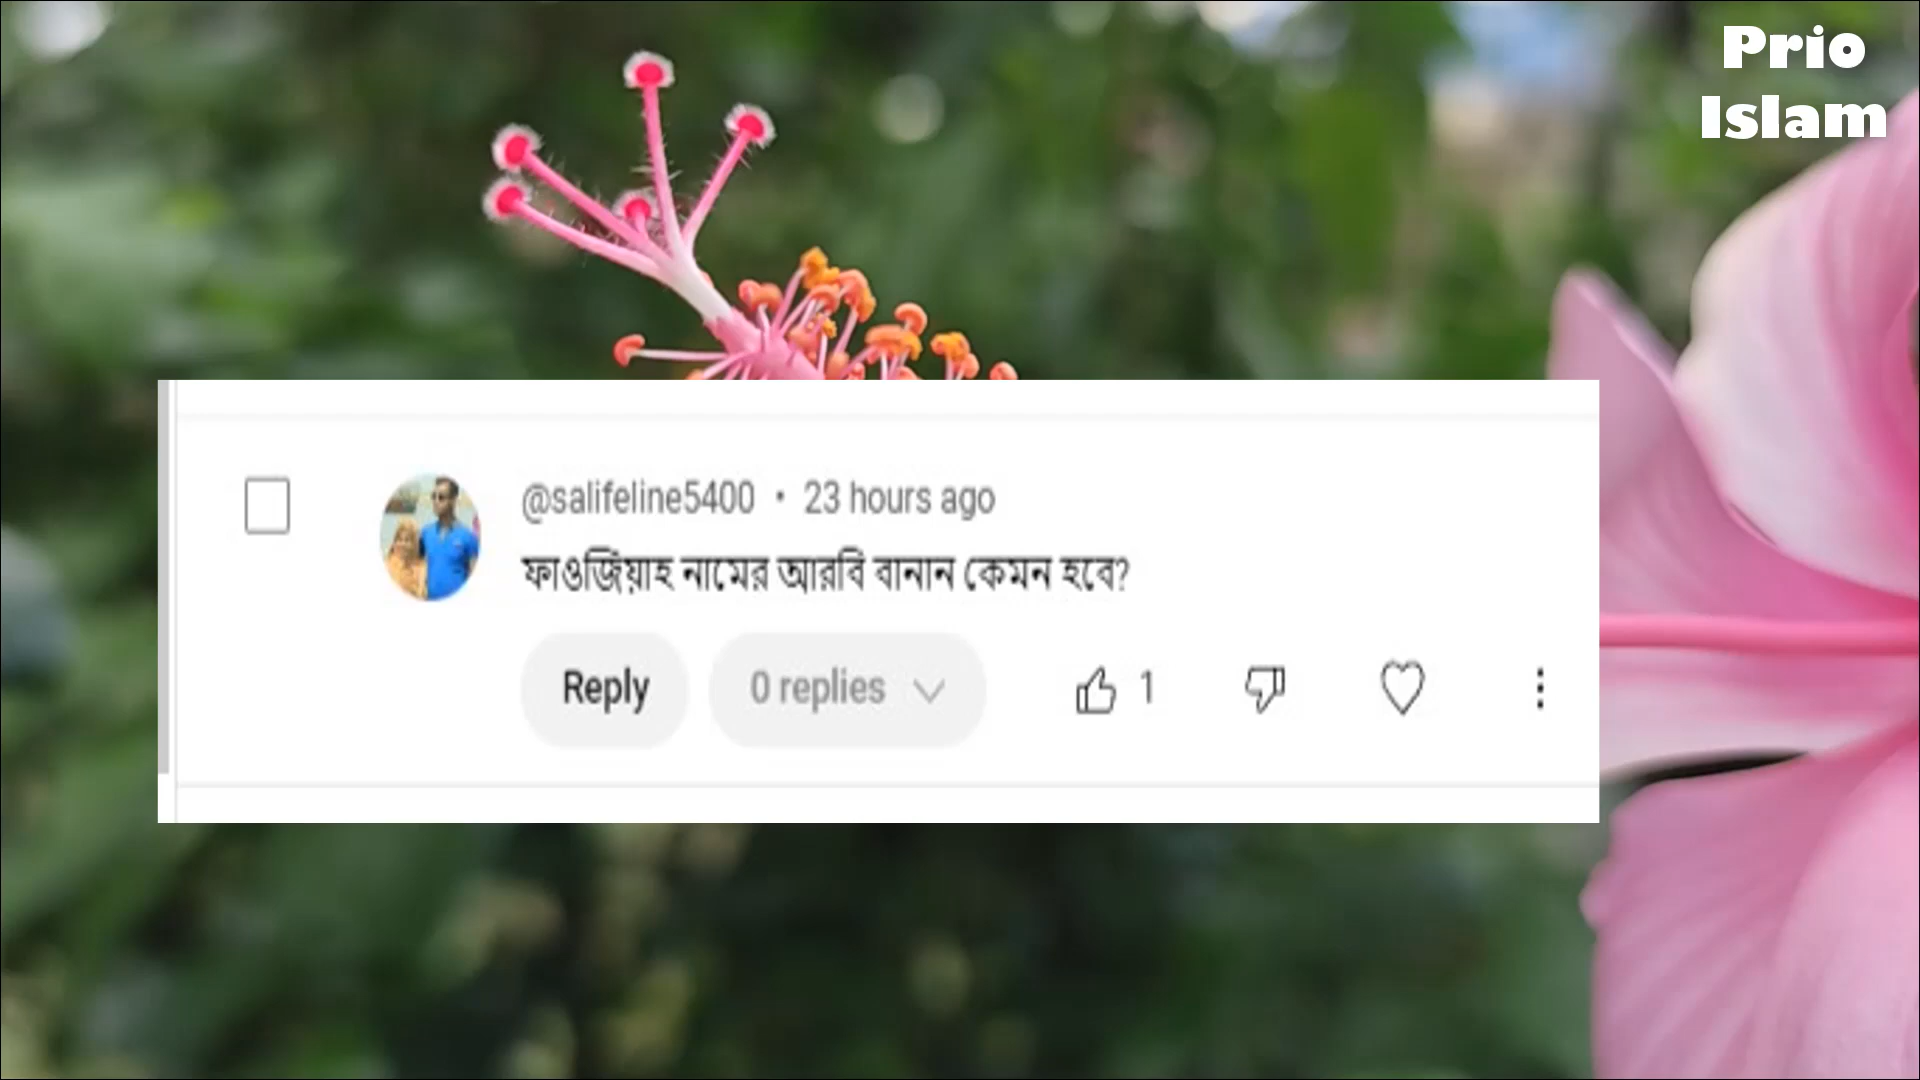 Prio
Islam
@salifeline5400 • 23 hours ago
ফাওজিয়াহ নামের আরবি বানান কেমন হবে?
Reply
0 replies
1